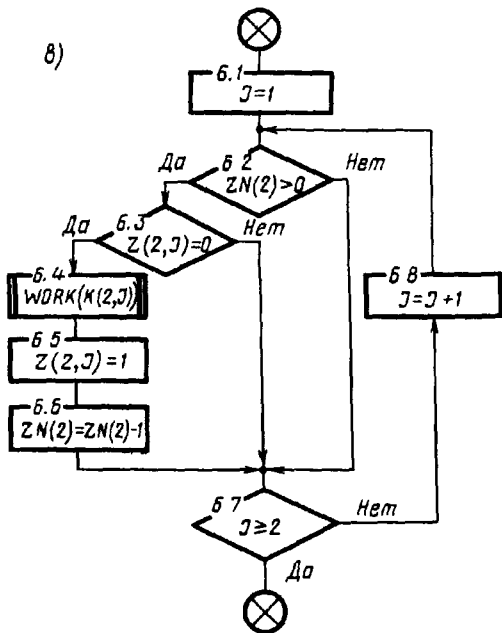 в)
6.1
J=1
6 2
Да
Нет
ZN(2)>0
6.3
Да
Нет
Z(2,J)=0
6.4
WORK(K(2,J))
6 5
Z(2,J)=1
6.6
ZN(2)=ZN(2)-1
6 8
J=J+1
6 7
Нет
J≥2
Да